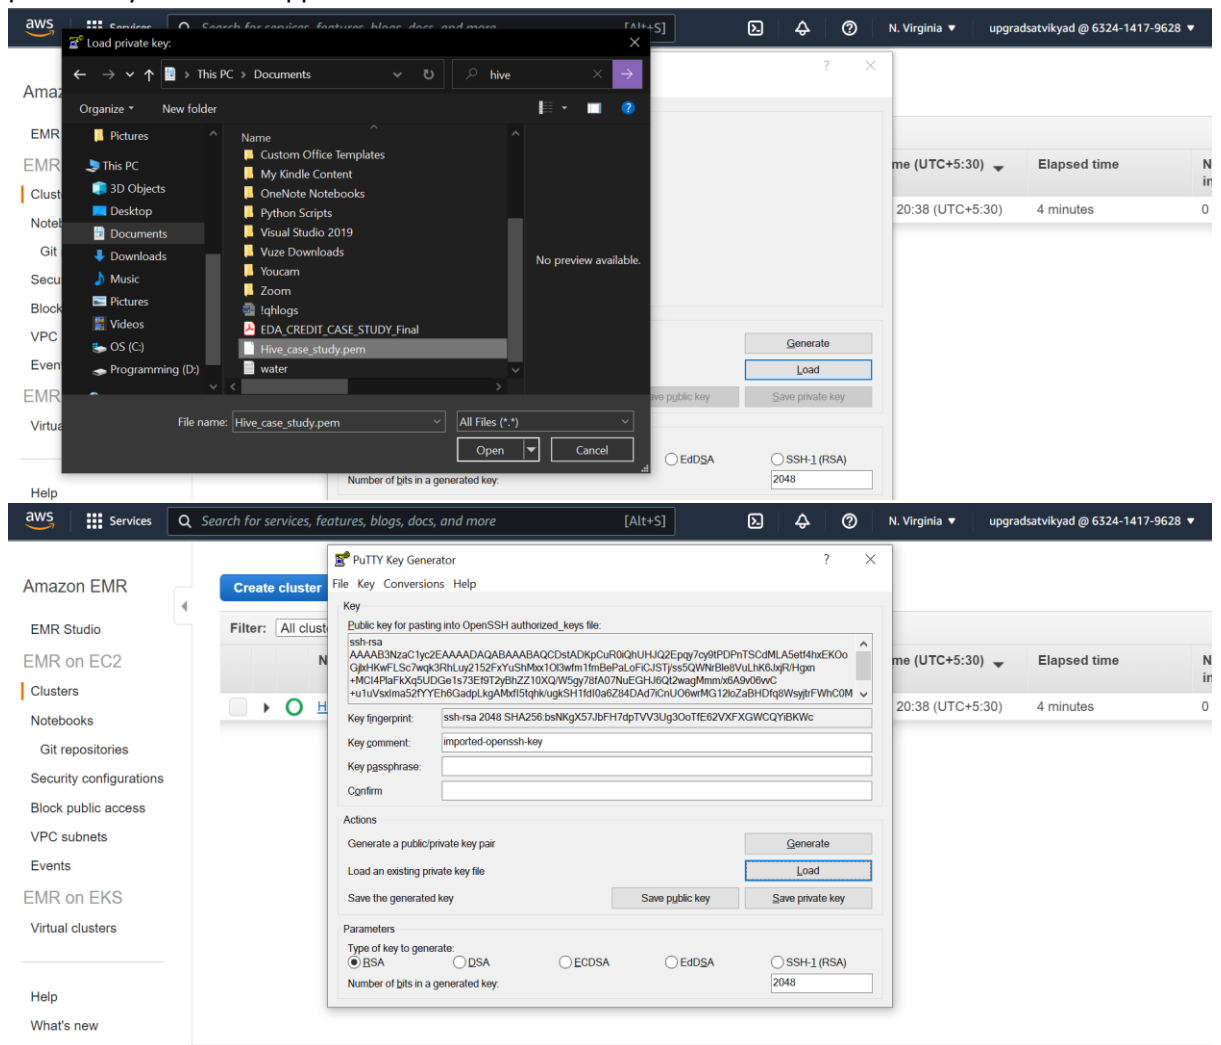 aws Services Search for services, features, blogs, docs, and more [Alt+S] N. Virginia ▼ upgradsatvikyad @ 6324-1417-9628 ▼
Load private key:
This PC > Documents hive
Organize New folder
Pictures
This PC
3D Objects
Desktop
Documents
Downloads
Music
Pictures
Videos
OS (C:)
Programming (D:)
Name
Custom Office Templates
My Kindle Content
OneNote Notebooks
Python Scripts
Visual Studio 2019
Vuze Downloads
Youcam
Zoom
!qhlogs
EDA_CREDIT_CASE_STUDY_Final
Hive_case_study.pem
water
No preview available.
File name: Hive_case_study.pem All Files (*.*)
Open Cancel
EMR
EMR
Clust
Git
VPC
EMR
Help
me (UTC+5:30) Elapsed time
20:38 (UTC+5:30) 4 minutes 0
Generate
Load
Save private key
EdDSA SSH-1 (RSA)
Number of bits in a generated key: 2048
aws Services Search for services, features, blogs, docs, and more [Alt+S] N. Virginia ▼ upgradsatvikyad @ 6324-1417-9628 ▼
Amazon EMR
EMR Studio
EMR on EC2
Clusters
Notebooks
Git repositories
Security configurations
Block public access
VPC subnets
Events
EMR on EKS
Virtual clusters
Help
What's new
Create cluster
Filter: All clust
PuTTY Key Generator ?
File Key Conversions Help
Key
Public key for pasting into OpenSSH authorized_keys file:
ssh-rsa
Key fingerprint: ssh-rsa 2048
Key comment: imported-openssh-key
Key passphrase:
Confirm
Actions
Generate a public/private key pair Generate
Load an existing private key file Load
Save the generated key Save public key Save private key
Parameters
Type of key to generate:
RSA DSA ECDSA EdDSA SSH-1 (RSA)
Number of bits in a generated key: 2048
me (UTC+5:30) Elapsed time
20:38 (UTC+5:30) 4 minutes 0